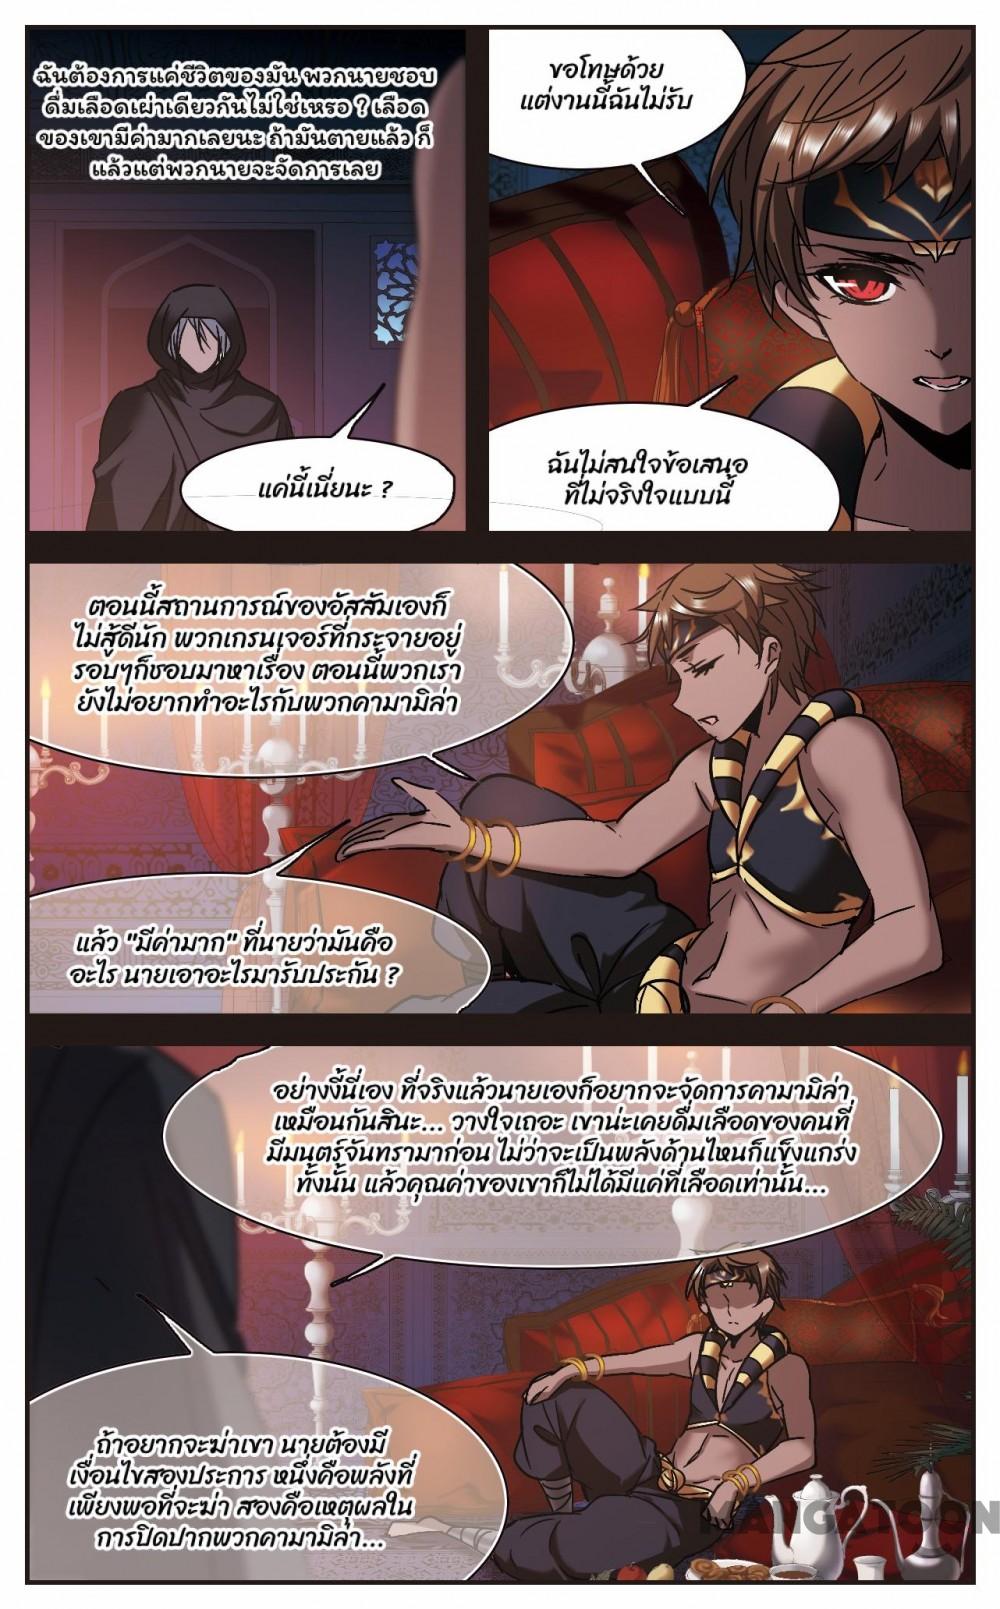 ฉันต้องการแค่ชีวิตของมัน พวกนายชอบ
ดื่มเลือดเผ่าเดียวกันไม่ใช่เหรอ ? เลือด
ของเขามีค่ามากเลยนะ ถ้ามันตายแล้ว ก็
แล้วแต่พวกนายจะจัดการเลย
แค่นี้เนี่ยนะ ?
ขอโทษด้วย
แต่งานนี้ฉันไม่รับ
ฉันไม่สนใจข้อเสนอ
ที่ไม่จริงใจแบบนี้
ตอนนี้สถานการณ์ของอัสสัมเองก็
ไม่สู้ดีนัก พวกเกรนเจอร์ที่กระจายอยู่
รอบๆก็ชอบมาหาเรื่อง ตอนนี้พวกเรา
ยังไม่อยากทำอะไรกับพวกคามามิล่า
แล้ว "มีค่ามาก" ที่นายว่ามันคือ
อะไร นายเอาอะไรมารับประกัน ?
อย่างงี้นี่เอง ที่จริงแล้วนายเองก็อยากจะจัดการคามามิล่า
เหมือนกันสินะ... วางใจเถอะ เขาน่ะเคยดื่มเลือดของคนที่
มีมนตร์จันทรามาก่อน ไม่ว่าจะเป็นพลังด้านไหนก็แข็งแกร่ง
ทั้งนั้น แล้วคุณค่าของเขาก็ไม่ได้มีแค่ที่เลือดเท่านั้น...
ถ้าอยากจะฆ่าเขา นายต้องมี
เงื่อนไขสองประการ หนึ่งคือพลังที่
เพียงพอที่จะฆ่า สองคือเหตุผลใน
การปิดปากพวกคามามิล่า...
MANGATOON